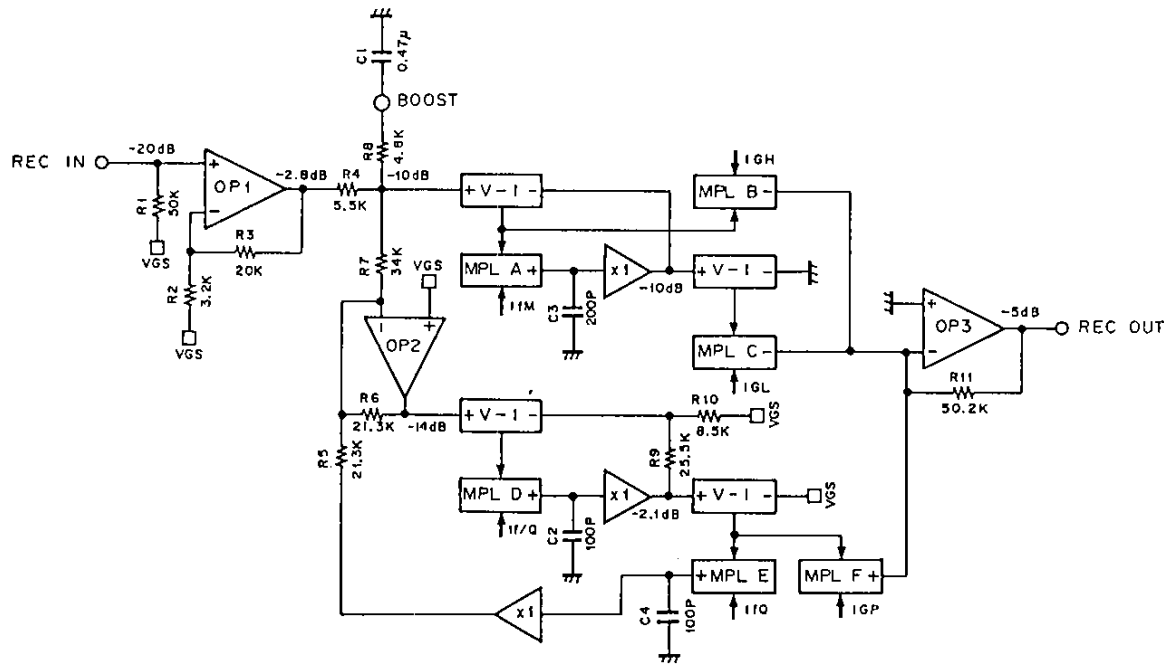 C1
0.47μ
BOOST
R8
4.8K
REC IN
-20dB
+
OP1
-
-2.8dB
R4
5.5K
-10dB
+ V-I -
IGH
MPL B -
R1
50K
VGS
R3
20K
R2
3.2K
VGS
R7
34K
VGS
MPL A +
IfM
C3
200P
x1
-10dB
+ V-I -
MPL C -
IGL
+
OP3
-
-5dB
REC OUT
R11
50.2K
-
+
OP2
R6
21.3K
-14dB
+ V-I -
R10
8.5K
VGS
R5
21.3K
R9
25.5K
MPL D +
If/Q
C2
100P
x1
-2.1dB
+ V-I -
VGS
+ MPL E
IfQ
MPL F +
IGP
x1
C4
100P